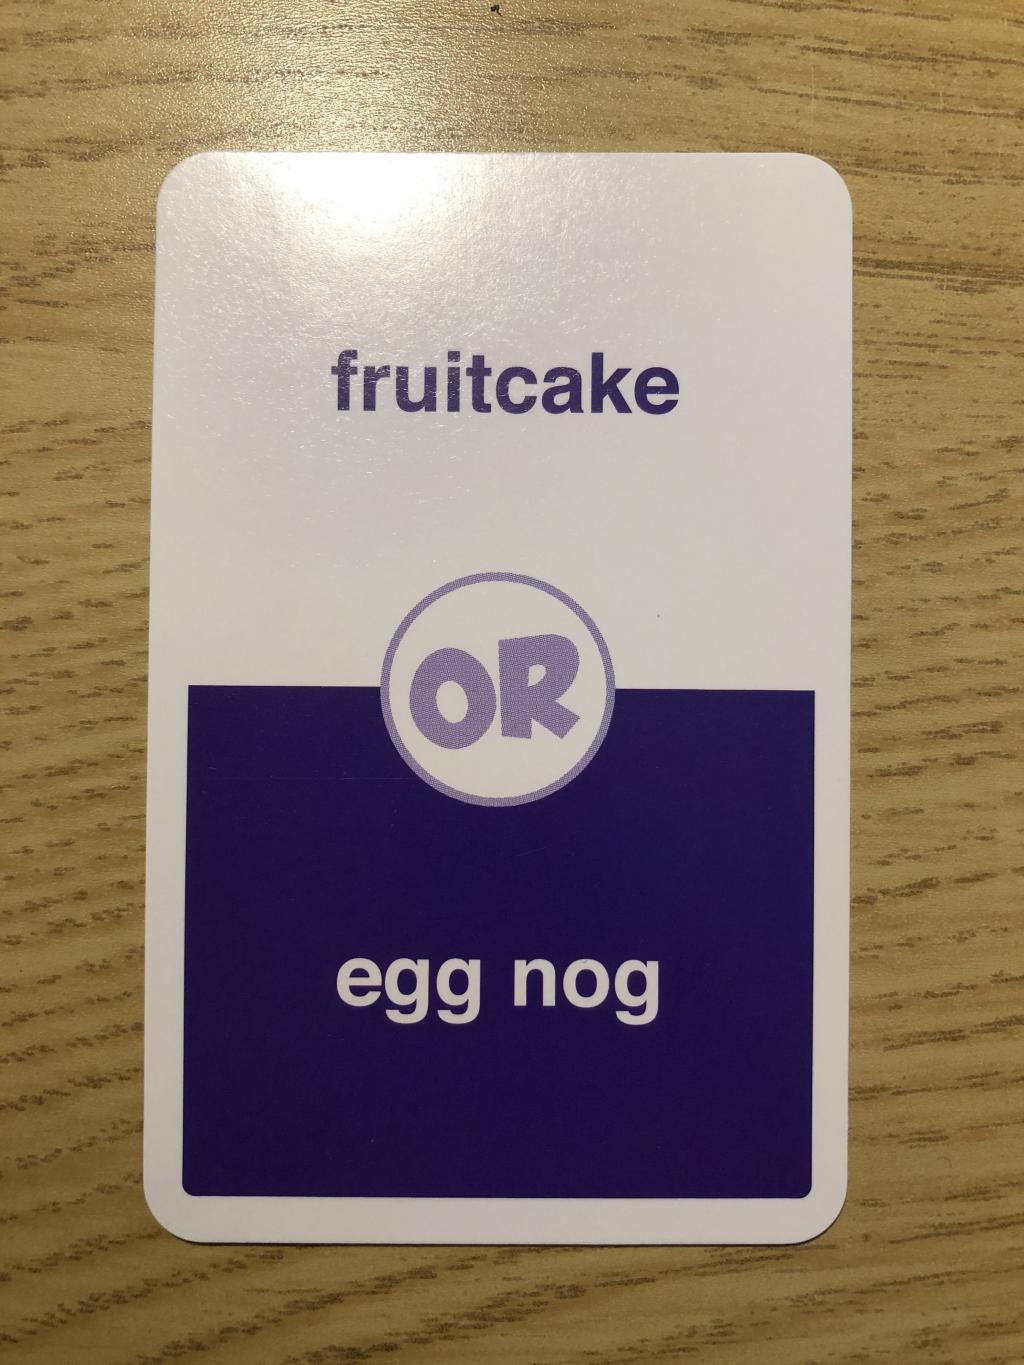 fruitcake
OR
egg nog